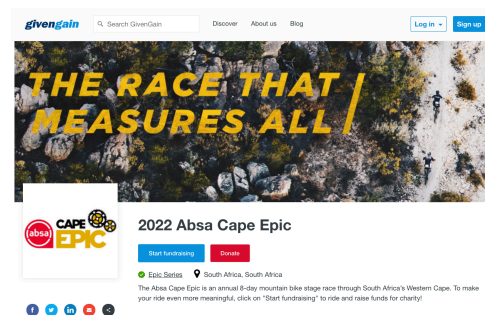 givengain
Search GivenGain
Discover
About us
Blog
Log in
Sign up
THE RACE THAT
MEASURES ALL
absa
CAPE
EPIC
2022 Absa Cape Epic
Start fundraising
Donate
Epic Series
South Africa, South Africa
The Absa Cape Epic is an annual 8-day mountain bike stage race through South Africa's Western Cape. To make
your ride even more meaningful, click on "Start fundraising" to ride and raise funds for charity!